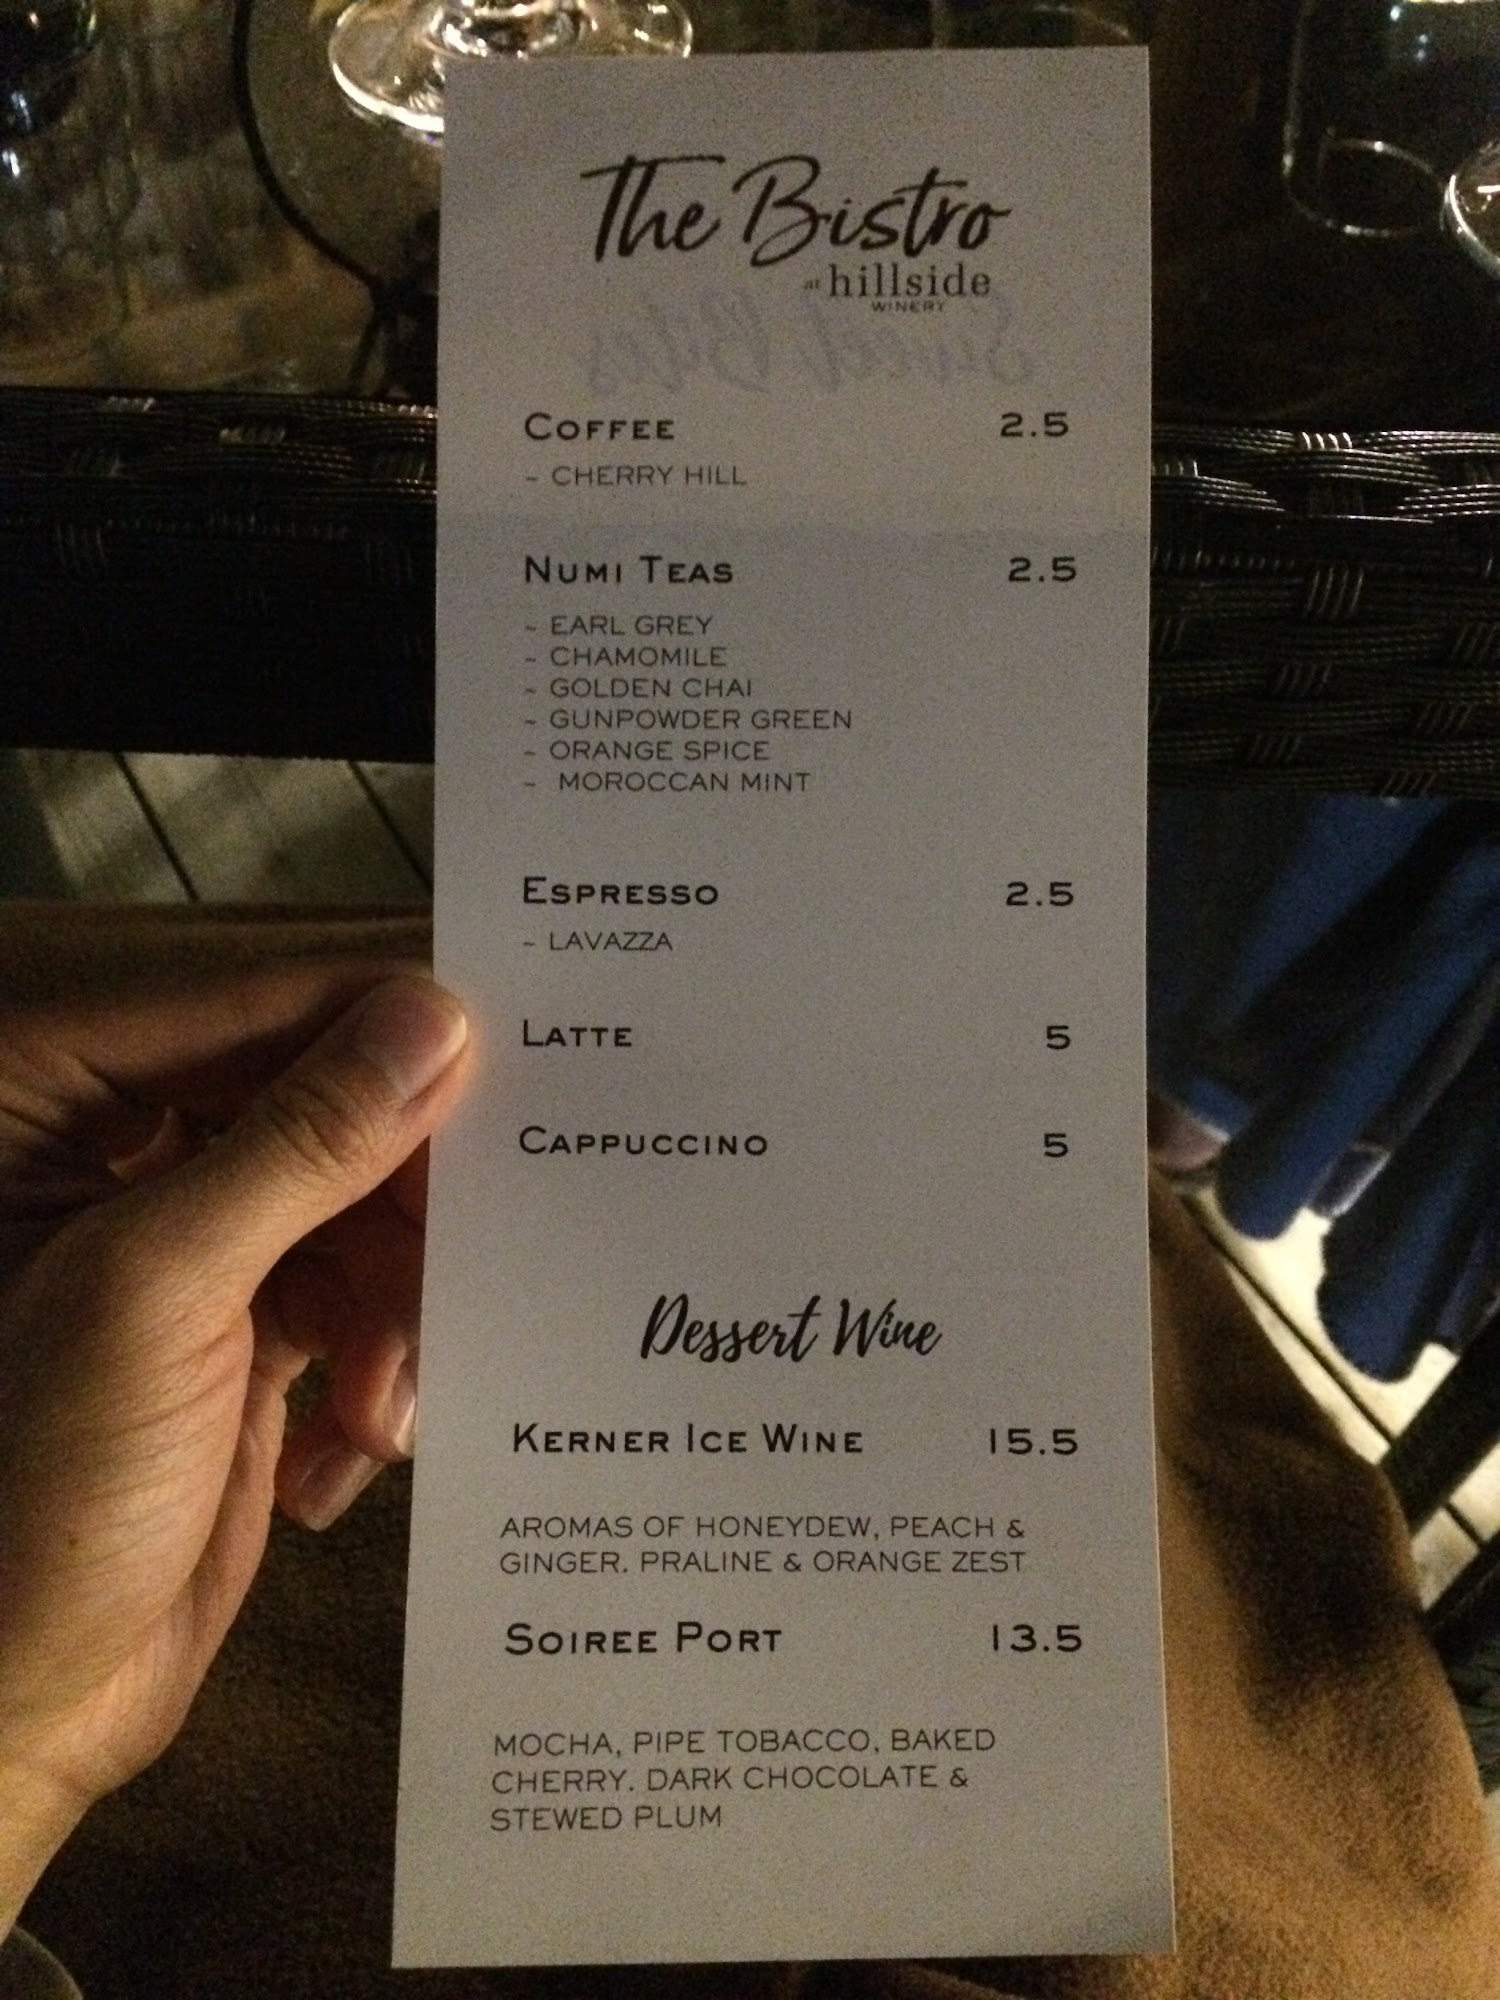 The Bistro
at hillside
WINERY
Sweet Bites
COFFEE 2.5
~ CHERRY HILL
NUMI TEAS 2.5
~ EARL GREY
~ CHAMOMILE
~ GOLDEN CHAI
~ GUNPOWDER GREEN
~ ORANGE SPICE
~ MOROCCAN MINT
ESPRESSO 2.5
~ LAVAZZA
LATTE 5
CAPPUCCINO 5
Dessert Wine
KERNER ICE WINE 15.5
AROMAS OF HONEYDEW, PEACH &
GINGER. PRALINE & ORANGE ZEST
SOIREE PORT 13.5
MOCHA, PIPE TOBACCO, BAKED
CHERRY. DARK CHOCOLATE &
STEWED PLUM